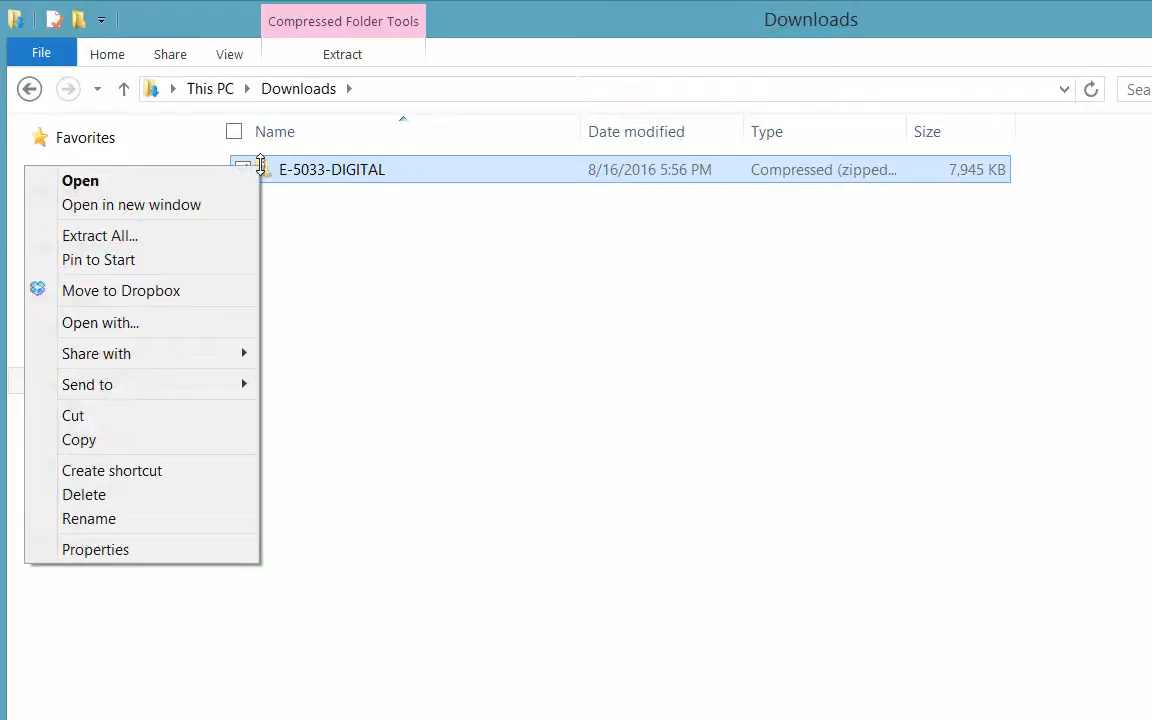 Compressed Folder Tools
Downloads
File
Home
Share
View
Extract
This PC
Downloads
Sea
Favorites
Name
Date modified
Type
Size
E-5033-DIGITAL
8/16/2016 5:56 PM
Compressed (zipped...
7,945 KB
Open
Open in new window
Extract All...
Pin to Start
Move to Dropbox
Open with...
Share with
Send to
Cut
Copy
Create shortcut
Delete
Rename
Properties